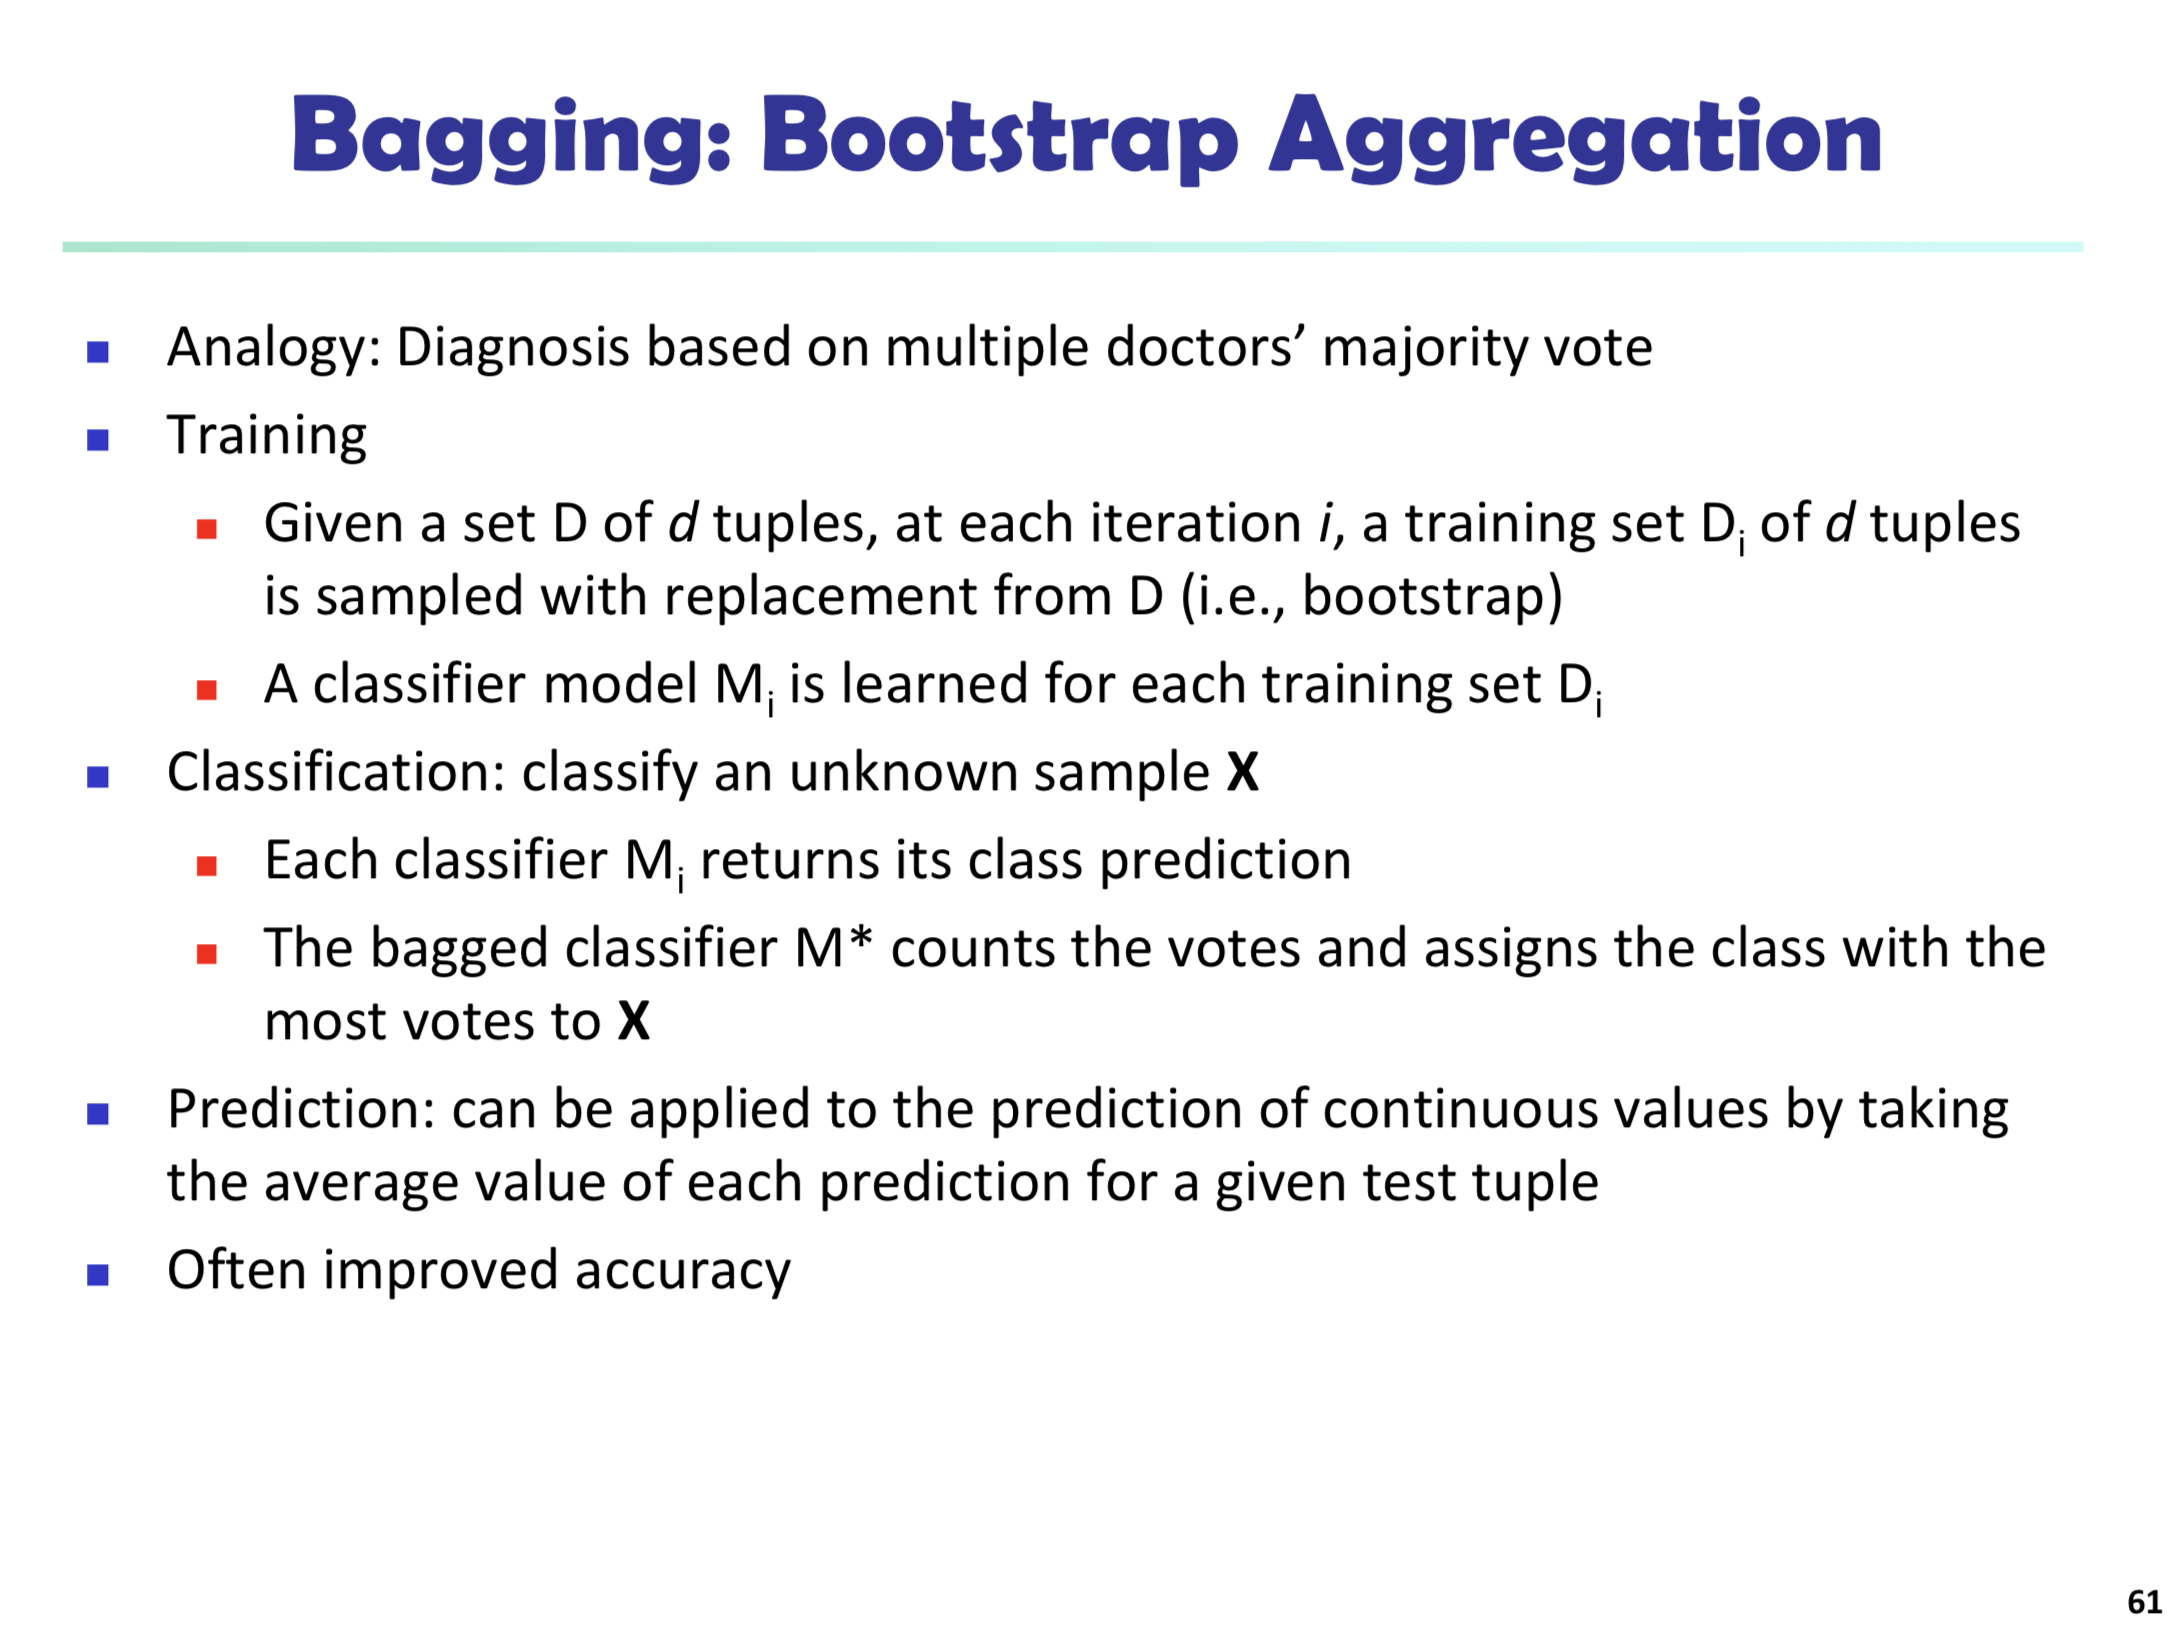 Bagging: Bootstrap Aggregation
Analogy: Diagnosis based on multiple doctors’ majority vote
Training
Given a set D of d tuples, at each iteration i, a training set Di of d tuples
is sampled with replacement from D (i.e., bootstrap)
A classifier model Mi is learned for each training set Di
Classification: classify an unknown sample X
Each classifier Mi returns its class prediction
The bagged classifier M* counts the votes and assigns the class with the
most votes to X
Prediction: can be applied to the prediction of continuous values by taking
the average value of each prediction for a given test tuple
Often improved accuracy
61